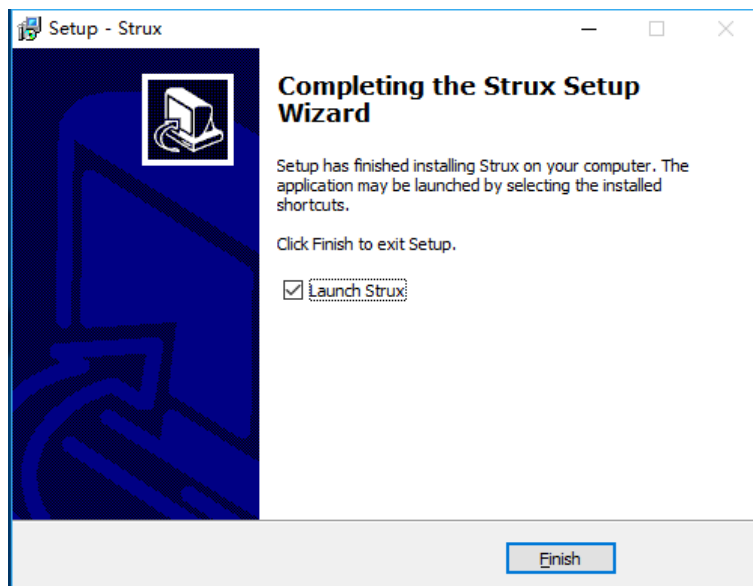 Setup - Strux
Completing the Strux Setup
Wizard
Setup has finished installing Strux on your computer. The
application may be launched by selecting the installed
shortcuts.
Click Finish to exit Setup.
Launch Strux
Finish